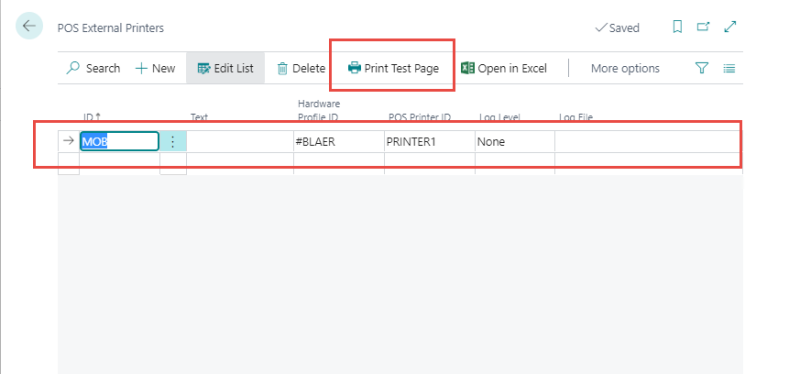 POS External Printers
Saved
Search
New
Edit List
Delete
Print Test Page
Open in Excel
More options
ID ↑
Text
Hardware Profile ID
POS Printer ID
Log Level
Log File
MOB
#BLAER
PRINTER1
None